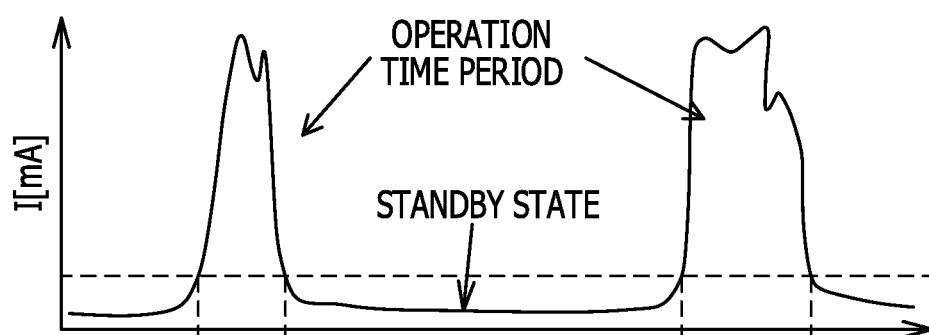 OPERATION
TIME PERIOD
I[mA]
STANDBY STATE